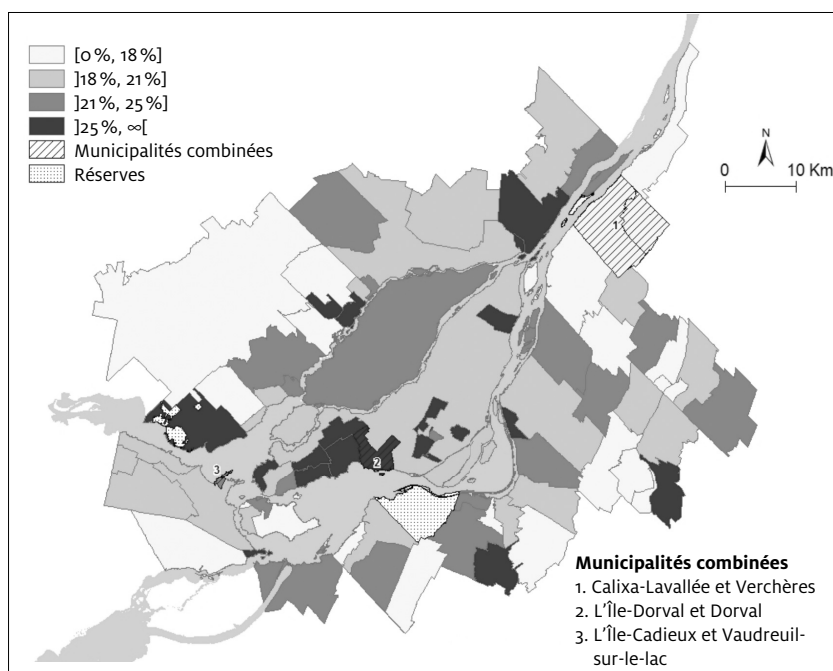 [0 %, 18 %]
]18 %, 21 %]
]21 %, 25 %]
]25 %, ∞[
Municipalités combinées
Réserves
N
0 10 Km
1
2
3
Municipalités combinées
1. Calixa-Lavallée et Verchères
2. L'Île-Dorval et Dorval
3. L'Île-Cadieux et Vaudreuil-
sur-le-lac